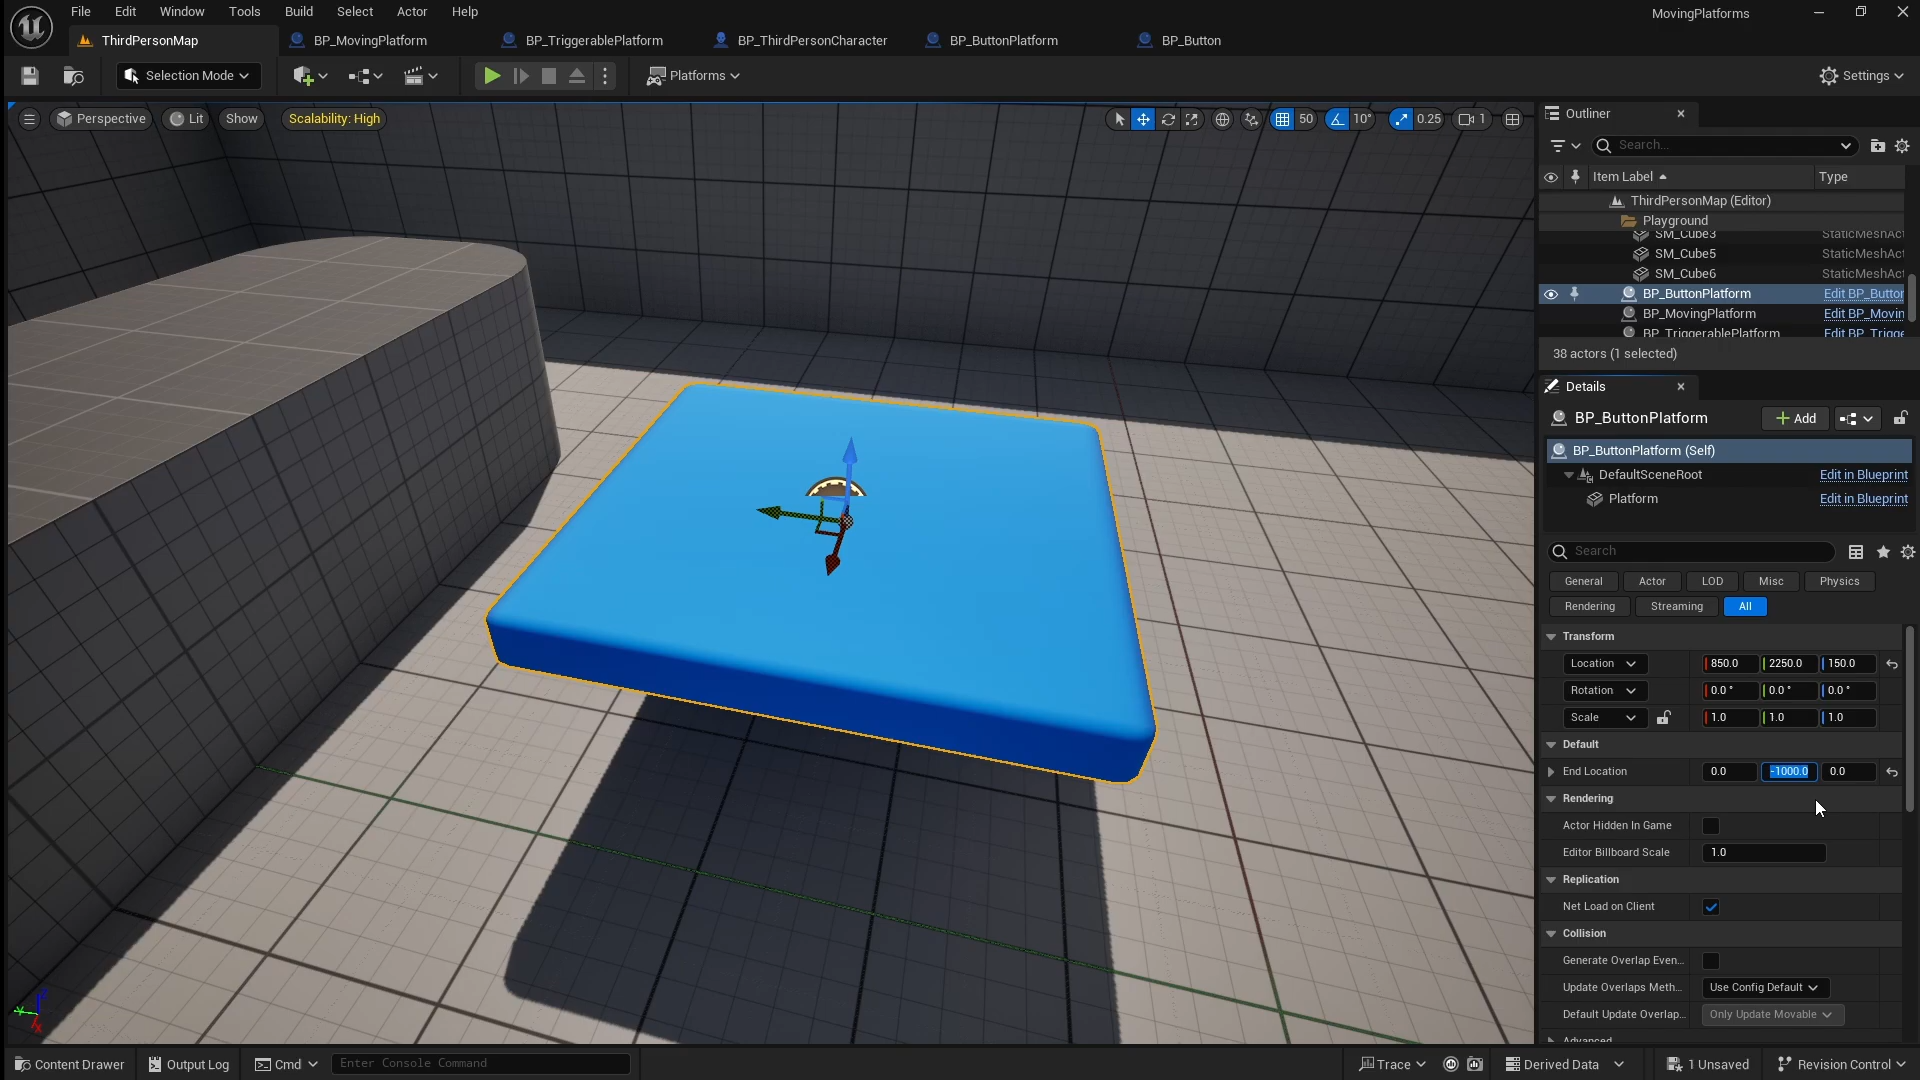 File Edit Window Tools Build Select Actor Help MovingPlatforms
ThirdPersonMap BP_MovingPlatform BP_TriggerablePlatform BP_ThirdPersonCharacter BP_ButtonPlatform BP_Button
Selection Mode Platforms Settings
Perspective Lit Show Scalability: High 50 10° 0.25 1
Outliner
Search...
Item Label Type
ThirdPersonMap (Editor)
Playground
SM_Cube3 StaticMeshAct
SM_Cube5 StaticMeshAct
SM_Cube6 StaticMeshAct
BP_ButtonPlatform Edit BP_Button
BP_MovingPlatform Edit BP_Movin
BP_TriggerablePlatform Edit BP_Trigge
38 actors (1 selected)
Details
BP_ButtonPlatform Add
BP_ButtonPlatform (Self)
DefaultSceneRoot Edit in Blueprint
Platform Edit in Blueprint
Search
General Actor LOD Misc Physics
Rendering Streaming All
Transform
Location 850.0 2250.0 150.0
Rotation 0.0° 0.0° 0.0°
Scale 1.0 1.0 1.0
Default
End Location 0.0 -1000.0 0.0
Rendering
Actor Hidden In Game
Editor Billboard Scale 1.0
Replication
Net Load on Client
Collision
Generate Overlap Even...
Update Overlaps Meth... Use Config Default
Default Update Overlap... Only Update Movable
Advanced
Content Drawer Output Log Cmd Enter Console Command Trace Derived Data 1 Unsaved Revision Control